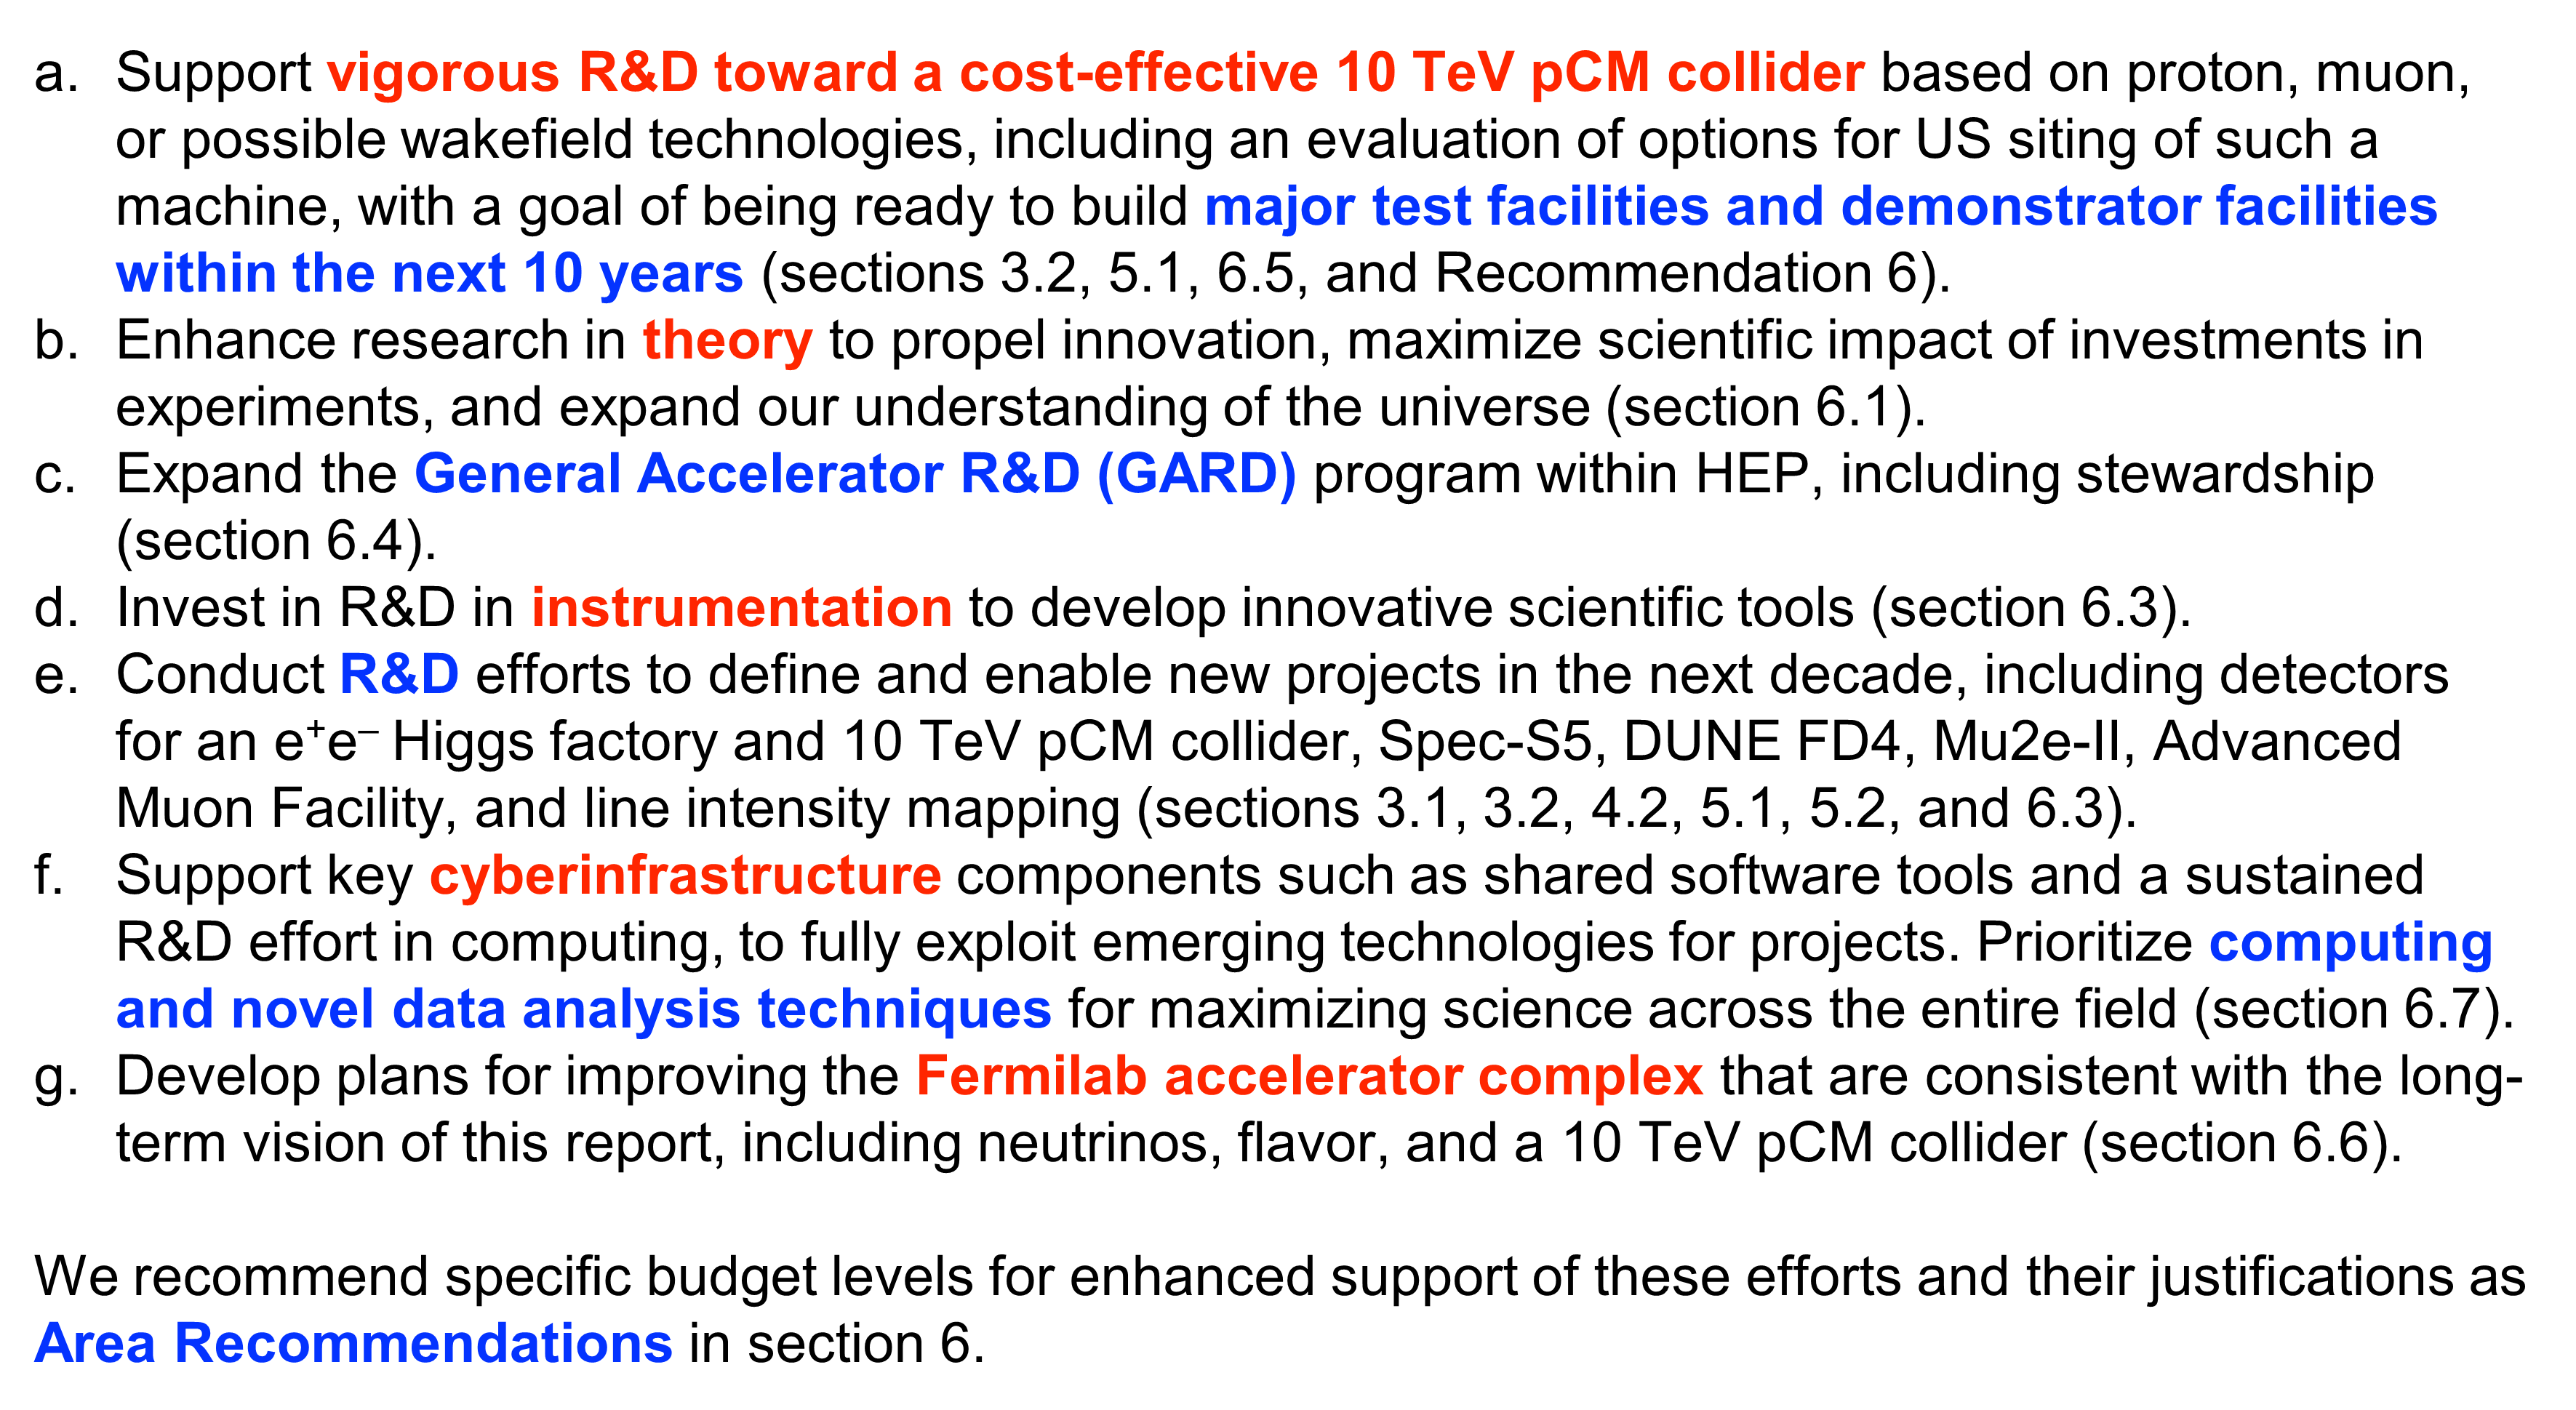 a. Support vigorous R&D toward a cost-effective 10 TeV pCM collider based on proton, muon,
or possible wakefield technologies, including an evaluation of options for US siting of such a
machine, with a goal of being ready to build major test facilities and demonstrator facilities
within the next 10 years (sections 3.2, 5.1, 6.5, and Recommendation 6).
b. Enhance research in theory to propel innovation, maximize scientific impact of investments in
experiments, and expand our understanding of the universe (section 6.1).
c. Expand the General Accelerator R&D (GARD) program within HEP, including stewardship
(section 6.4).
d. Invest in R&D in instrumentation to develop innovative scientific tools (section 6.3).
e. Conduct R&D efforts to define and enable new projects in the next decade, including detectors
for an e⁺e⁻ Higgs factory and 10 TeV pCM collider, Spec-S5, DUNE FD4, Mu2e-II, Advanced
Muon Facility, and line intensity mapping (sections 3.1, 3.2, 4.2, 5.1, 5.2, and 6.3).
f. Support key cyberinfrastructure components such as shared software tools and a sustained
R&D effort in computing, to fully exploit emerging technologies for projects. Prioritize computing
and novel data analysis techniques for maximizing science across the entire field (section 6.7).
g. Develop plans for improving the Fermilab accelerator complex that are consistent with the long-
term vision of this report, including neutrinos, flavor, and a 10 TeV pCM collider (section 6.6).
We recommend specific budget levels for enhanced support of these efforts and their justifications as
Area Recommendations in section 6.